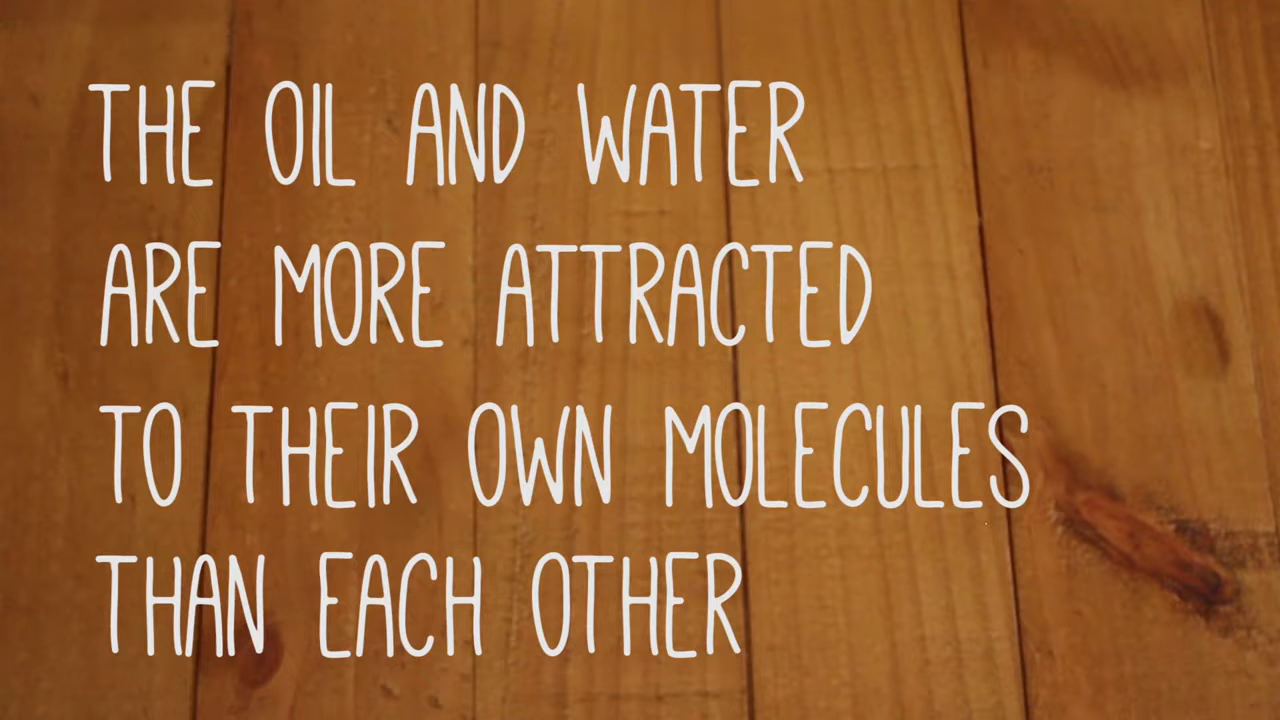 THE OIL AND WATER
ARE MORE ATTRACTED
TO THEIR OWN MOLECULES
THAN EACH OTHER